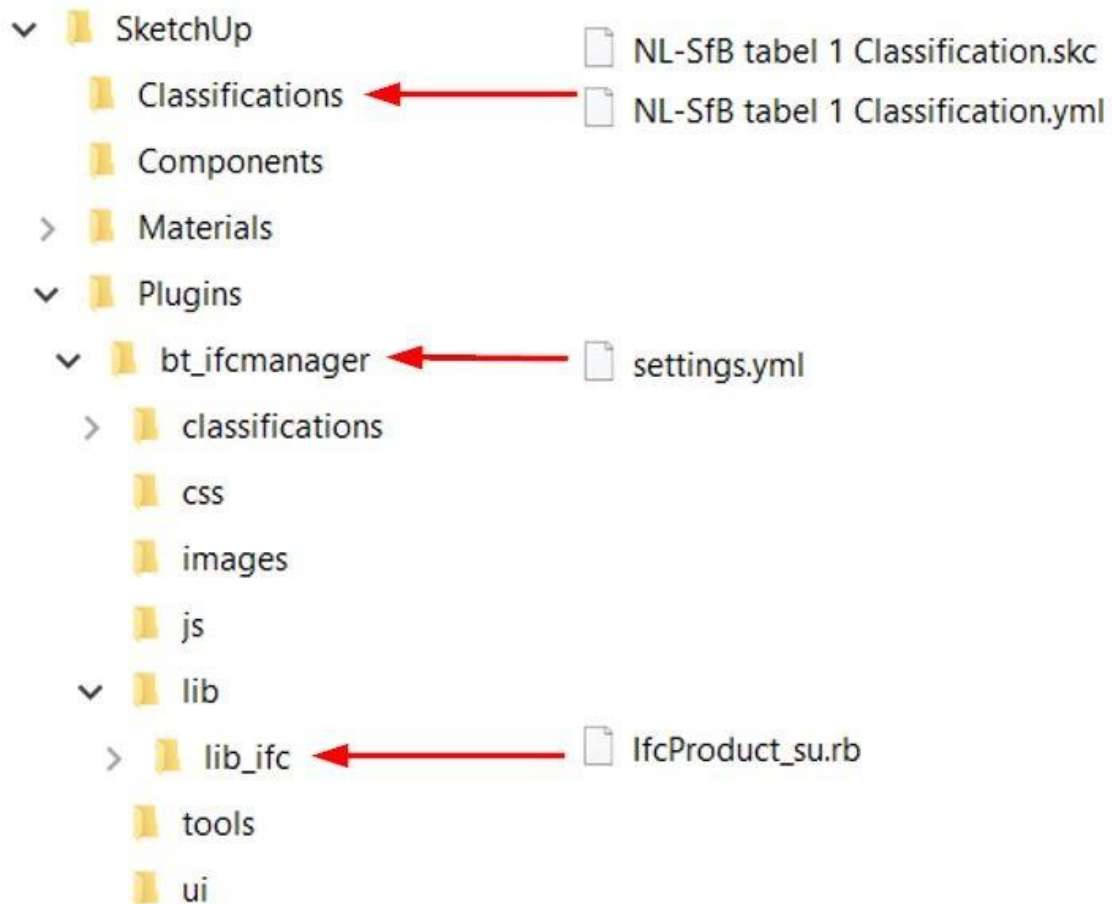 SketchUp
NL-SfB tabel 1 Classification.skc
Classifications
NL-SfB tabel 1 Classification.yml
Components
Materials
Plugins
bt_ifcmanager
settings.yml
classifications
css
images
js
lib
lib_ifc
IfcProduct_su.rb
tools
ui